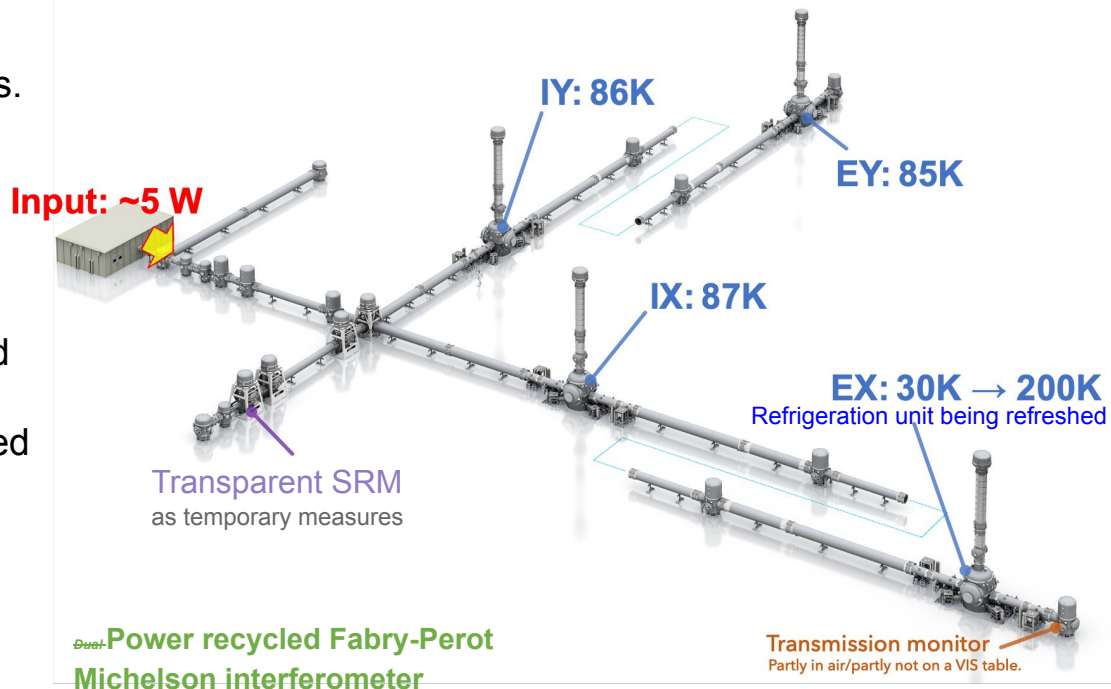 s.
IY: 86K
EY: 85K
Input: ~5 W
IX: 87K
d
EX: 30K → 200K
Refrigeration unit being refreshed
ed
Transparent SRM
as temporary measures
Dual Power recycled Fabry-Perot
Michelson interferometer
Transmission monitor
Partly in air/partly not on a VIS table.